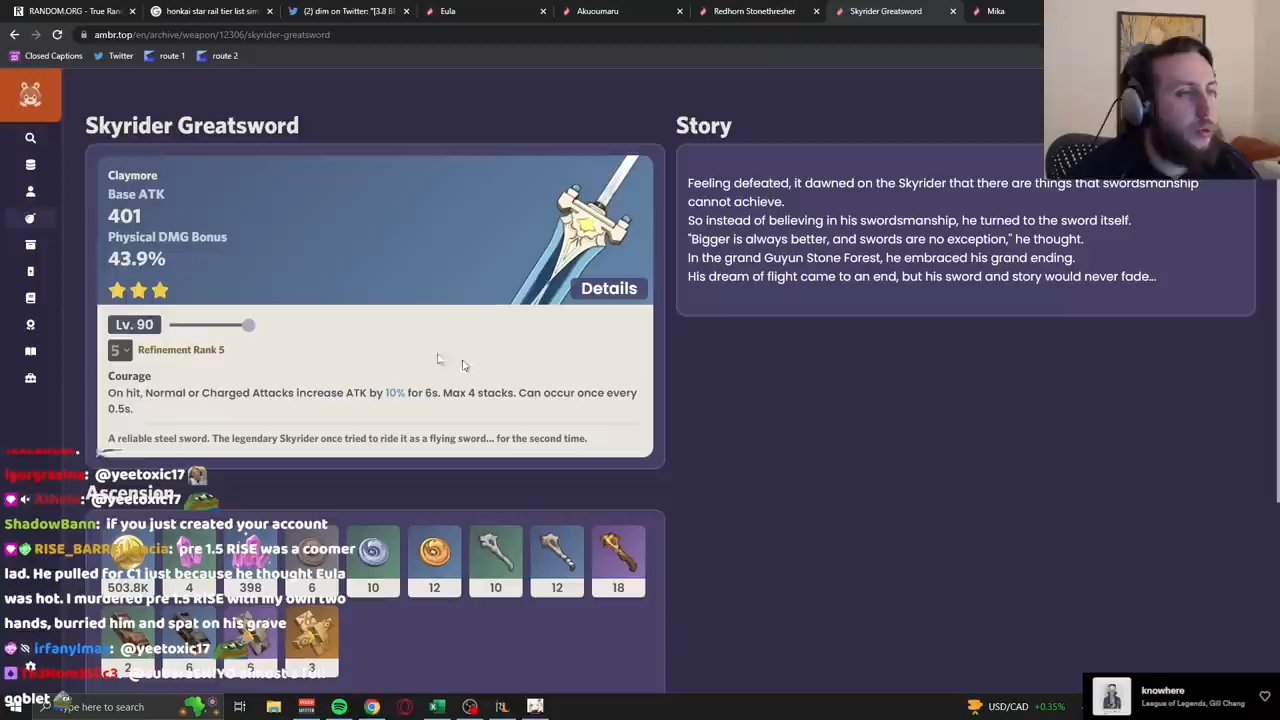 RANDOM.ORG - True Ran
honkai star rail tier list sim
(2) dim on Twitter: "[3.8 BE
Eula
Akuoumaru
Redhorn Stonethresher
Skyrider Greatsword
Mika
ambr.top/en/archive/weapon/12306/skyrider-greatsword
Closed Captions
Twitter
route 1
route 2
Skyrider Greatsword
Claymore
Base ATK
401
Physical DMG Bonus
43.9%
Details
Lv. 90
5
Refinement Rank 5
Courage
On hit, Normal or Charged Attacks increase ATK by 10% for 6s. Max 4 stacks. Can occur once every
0.5s.
A reliable steel sword. The legendary Skyrider once tried to ride it as a flying sword... for the second time.
Story
Feeling defeated, it dawned on the Skyrider that there are things that swordsmanship
cannot achieve.
So instead of believing in his swordsmanship, he turned to the sword itself.
"Bigger is always better, and swords are no exception," he thought.
In the grand Guyun Stone Forest, he embraced his grand ending.
His dream of flight came to an end, but his sword and story would never fade...
Ascension
503.8K
4
398
6
10
12
10
12
18
2
6
6
3
@yeetoxic17
@yeetoxic17
ShadowBann: if you just created your account
pre 1.5 RISE was a coomer
lad. He pulled for C1 just because he thought Eula
was hot. I murdered pre 1.5 RISE with my own two
hands, burried him and spat on his grave
irfanylmaz: @yeetoxic17
goblet
Type here to search
USD/CAD +0.35%
knowhere
League of Legends, Gill Chang